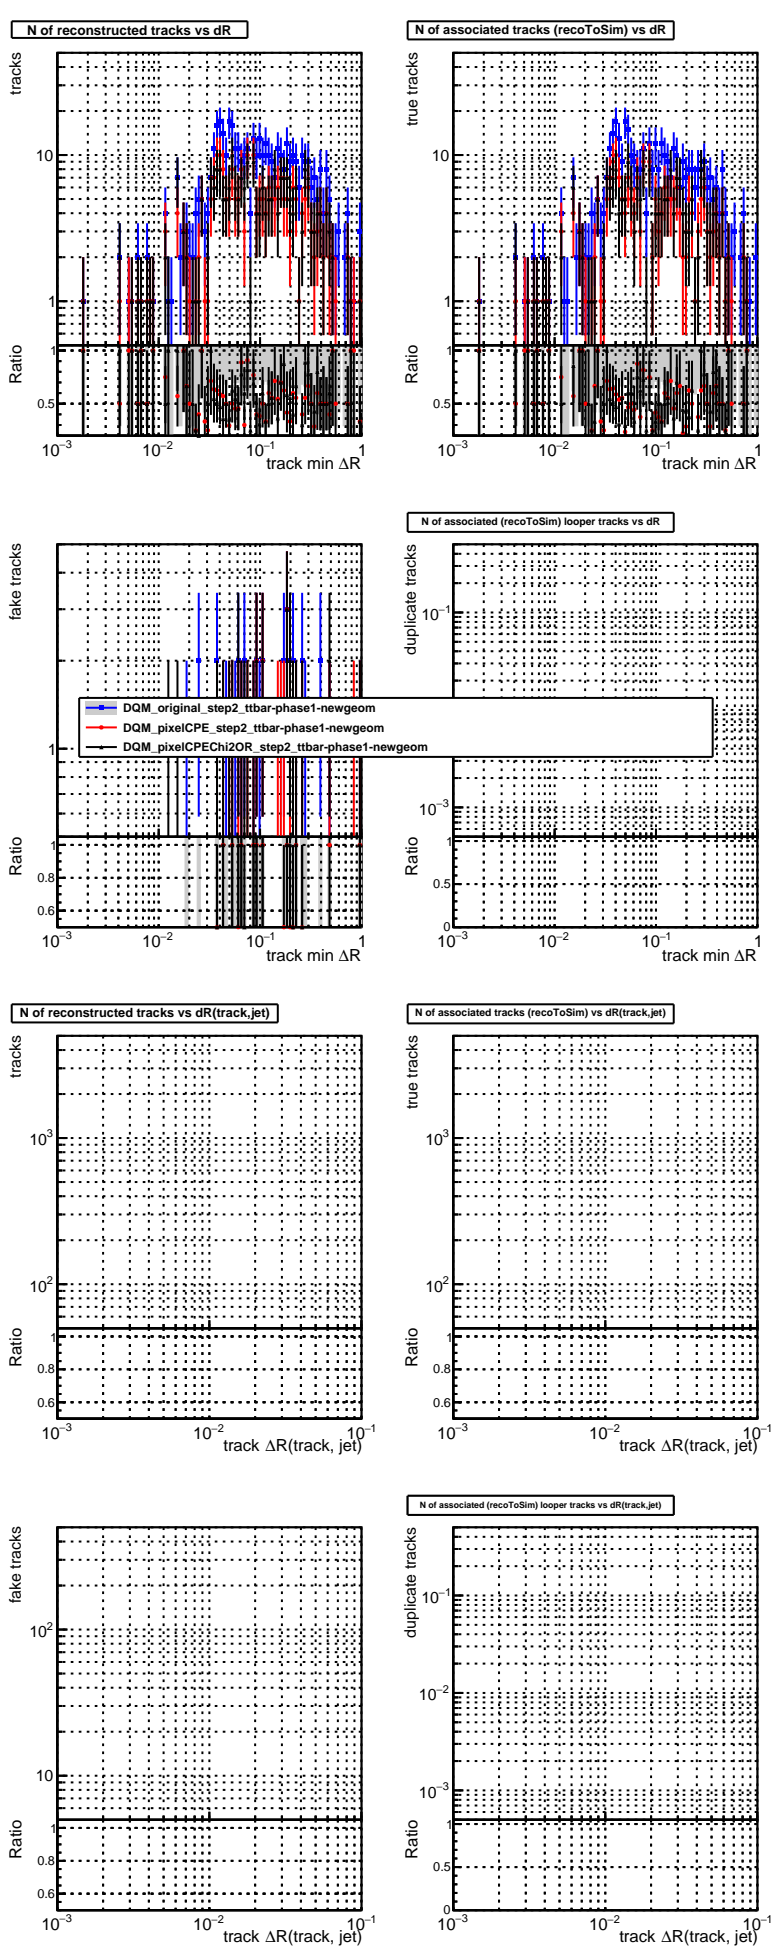 N of reconstructed tracks vs dR
tracks
10
1
Ratio
1
0.5
10−3
10−2
10−1
1
track min ΔR
N of associated tracks (recoToSim) vs dR
true tracks
10
1
Ratio
1
0.5
10−3
10−2
10−1
1
track min ΔR
fake tracks
1
Ratio
1
0.8
0.6
10−3
10−2
10−1
1
track min ΔR
N of associated (recoToSim) looper tracks vs dR
duplicate tracks
10−1
10−3
Ratio
1
0.5
0
10−3
10−2
10−1
1
track min ΔR
DQM_original_step2_ttbar-phase1-newgeom
DQM_pixelCPE_step2_ttbar-phase1-newgeom
DQM_pixelCPEChi2OR_step2_ttbar-phase1-newgeom
N of reconstructed tracks vs dR(track,jet)
tracks
103
102
Ratio
1
0.8
0.6
10−3
10−2
10−1
track ΔR(track, jet)
N of associated tracks (recoToSim) vs dR(track,jet)
true tracks
103
102
Ratio
1
0.8
0.6
10−3
10−2
10−1
track ΔR(track, jet)
fake tracks
102
10
Ratio
1
0.8
0.6
10−3
10−2
10−1
track ΔR(track, jet)
N of associated (recoToSim) looper tracks vs dR(track,jet)
duplicate tracks
10−1
10−2
10−3
Ratio
1
0.5
0
10−3
10−2
10−1
track ΔR(track, jet)